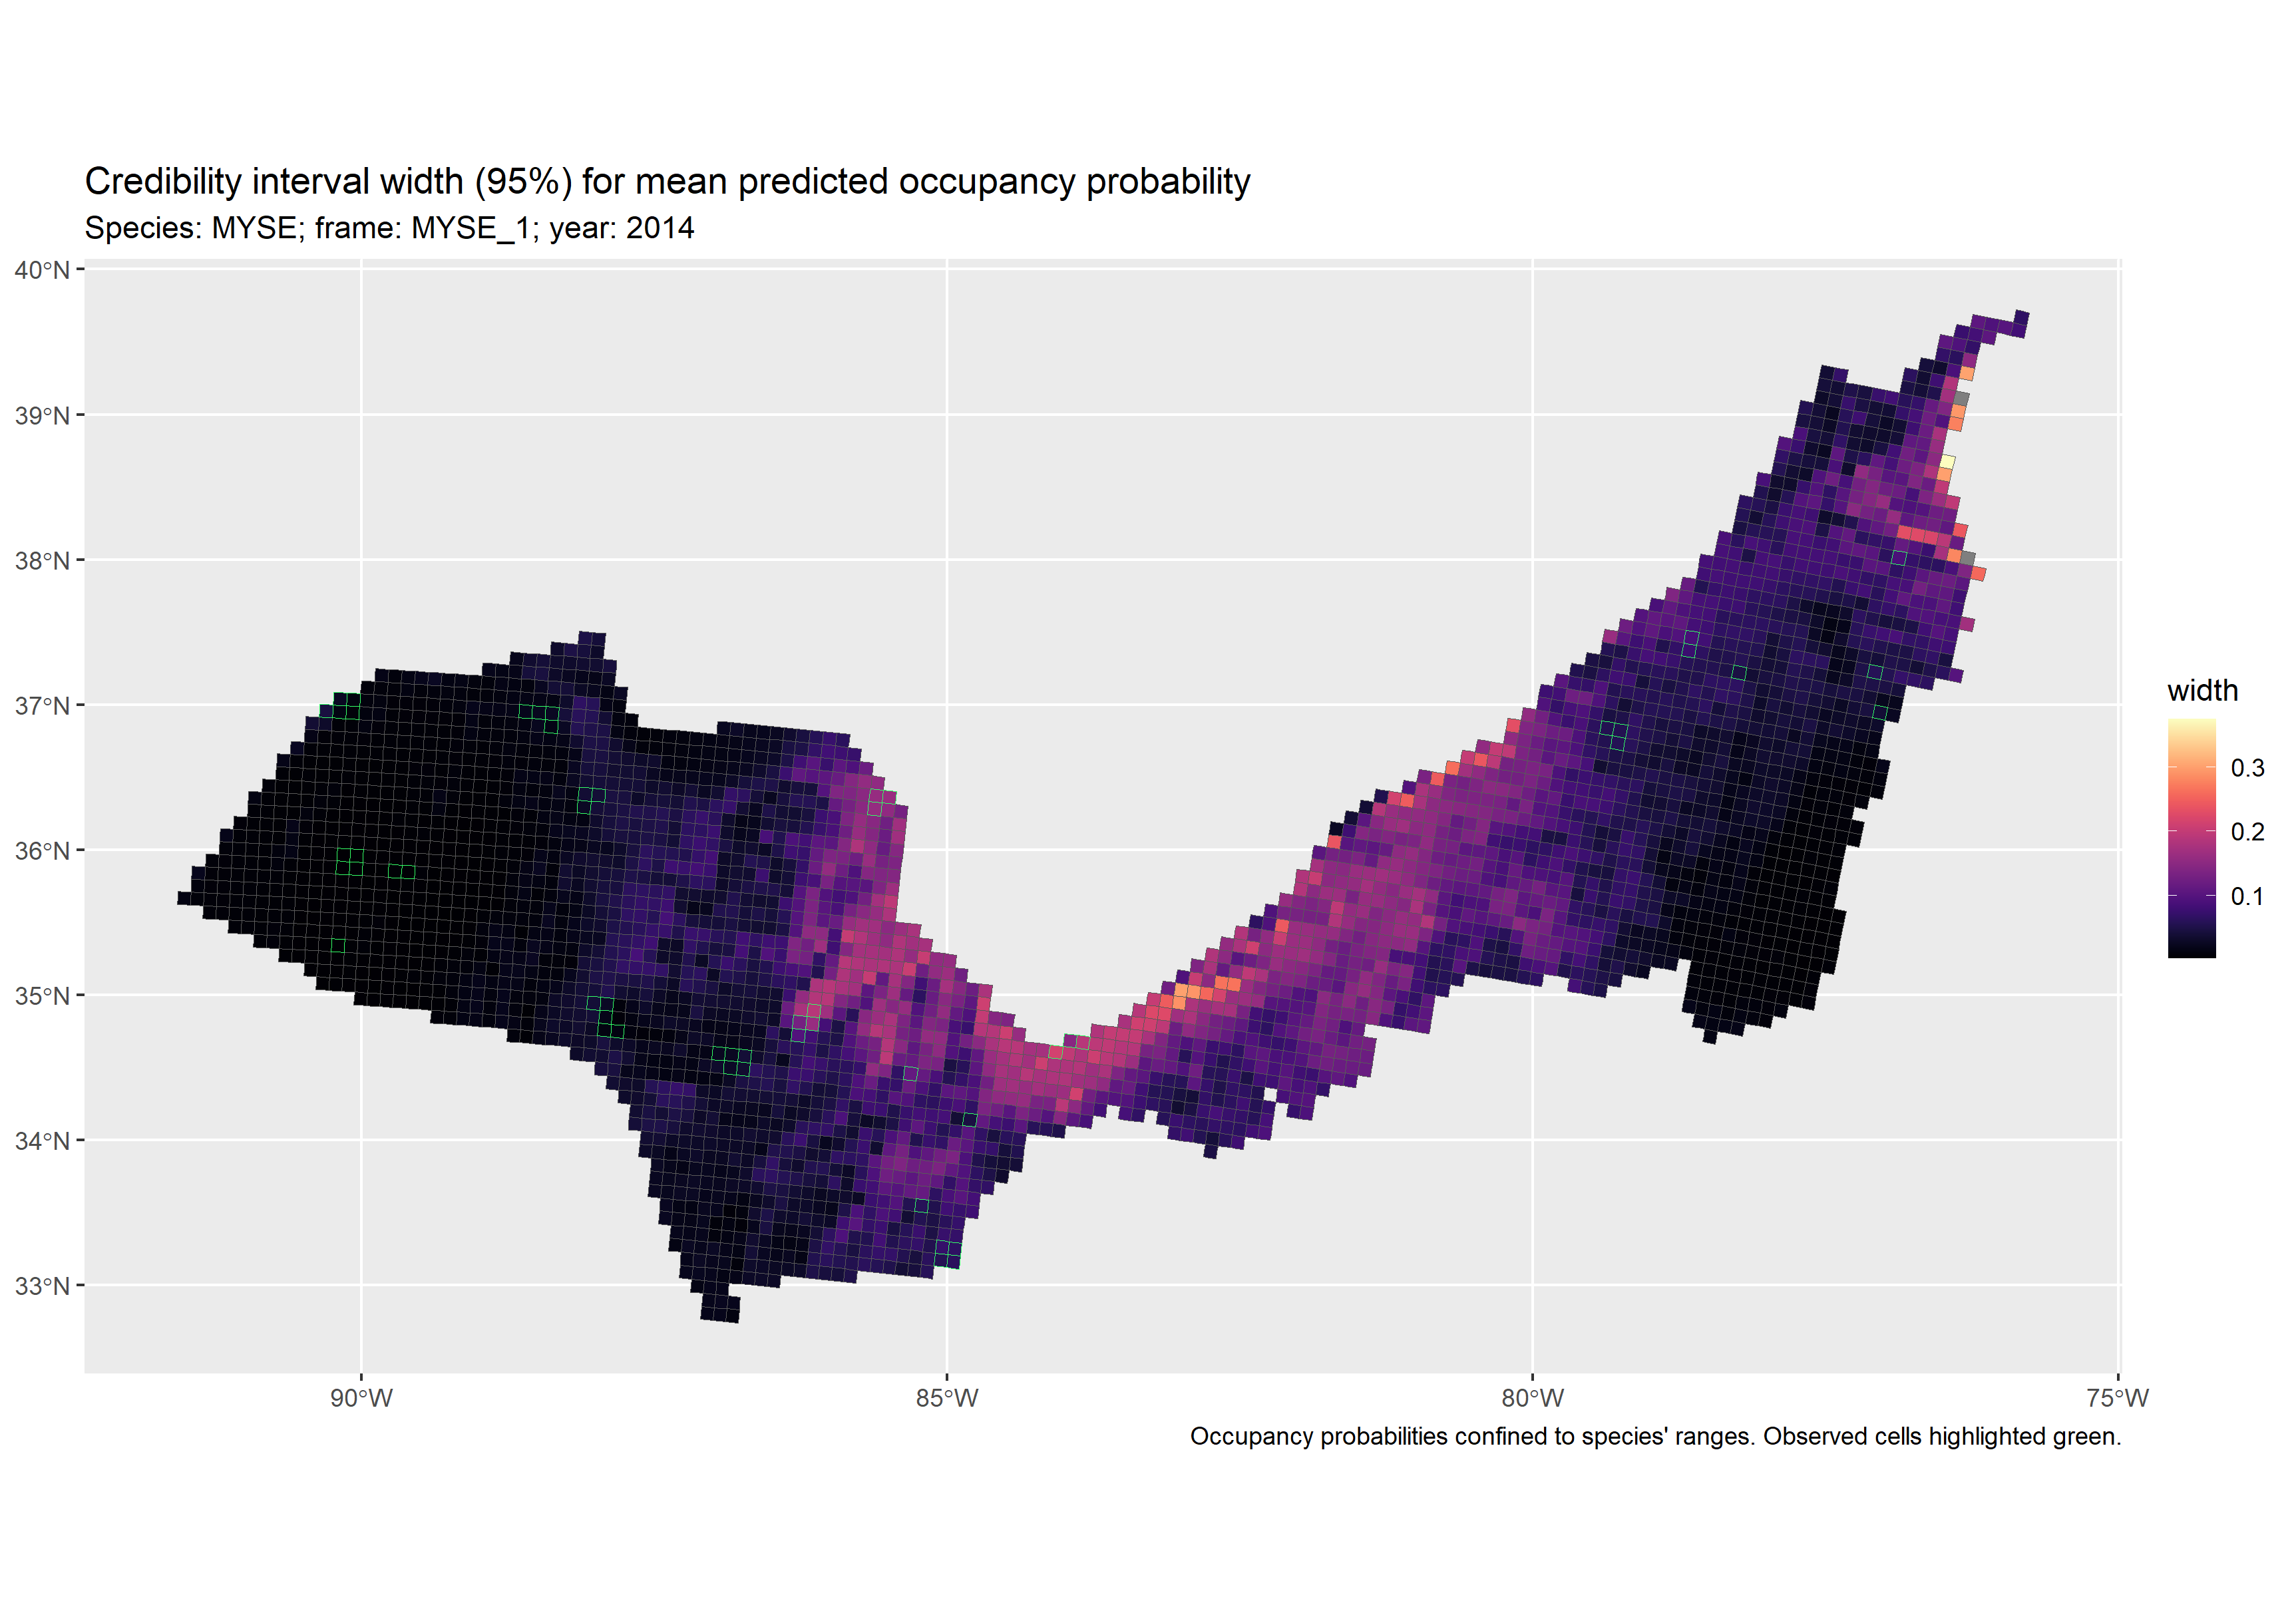 Credibility interval width (95%) for mean predicted occupancy probability
Species: MYSE; frame: MYSE_1; year: 2014
40°N
39°N
38°N
37°N
36°N
35°N
34°N
33°N
90°W
85°W
80°W
75°W
width
0.3
0.2
0.1
Occupancy probabilities confined to species' ranges. Observed cells highlighted green.